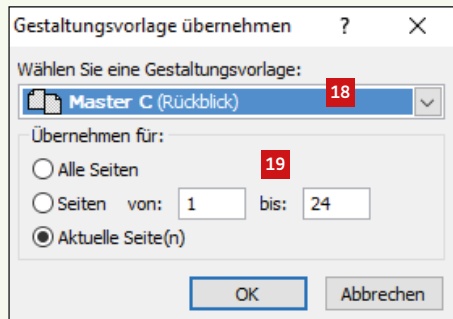 Gestaltungsvorlage übernehmen ? ×
Wählen Sie eine Gestaltungsvorlage:
Master C (Rückblick) 18
Übernehmen für:
Alle Seiten 19
Seiten von: 1 bis: 24
Aktuelle Seite(n)
OK Abbrechen